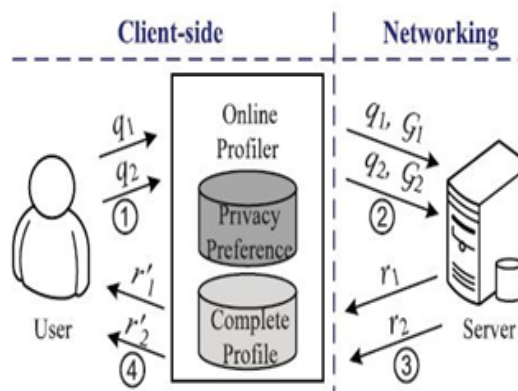 Client-side
Networking
Online
Profiler
q1
q2
①
q1, G1
q2, G2
②
Privacy
Preference
r'1
r'2
④
Complete
Profile
r1
r2
③
User
Server